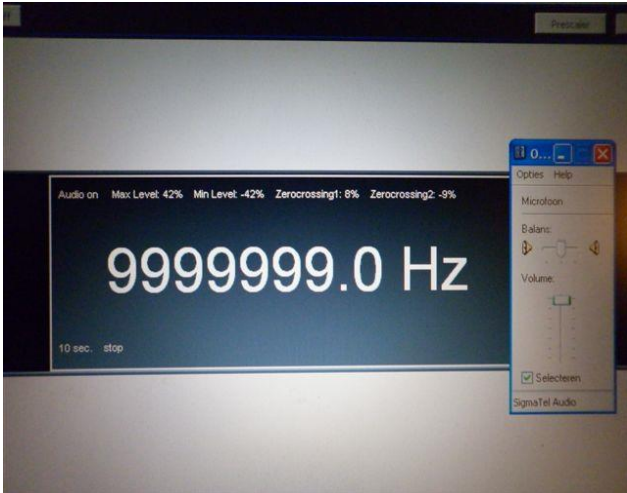 Prescaler
0...
Opties Help
Audio on Max Level: 42% Min Level: -42% Zerocrossing1: 8% Zerocrossing2: -9%
Microfoon
Balans:
9999999.0 Hz
Volume:
10 sec. stop
Selecteren
SigmaTel Audio